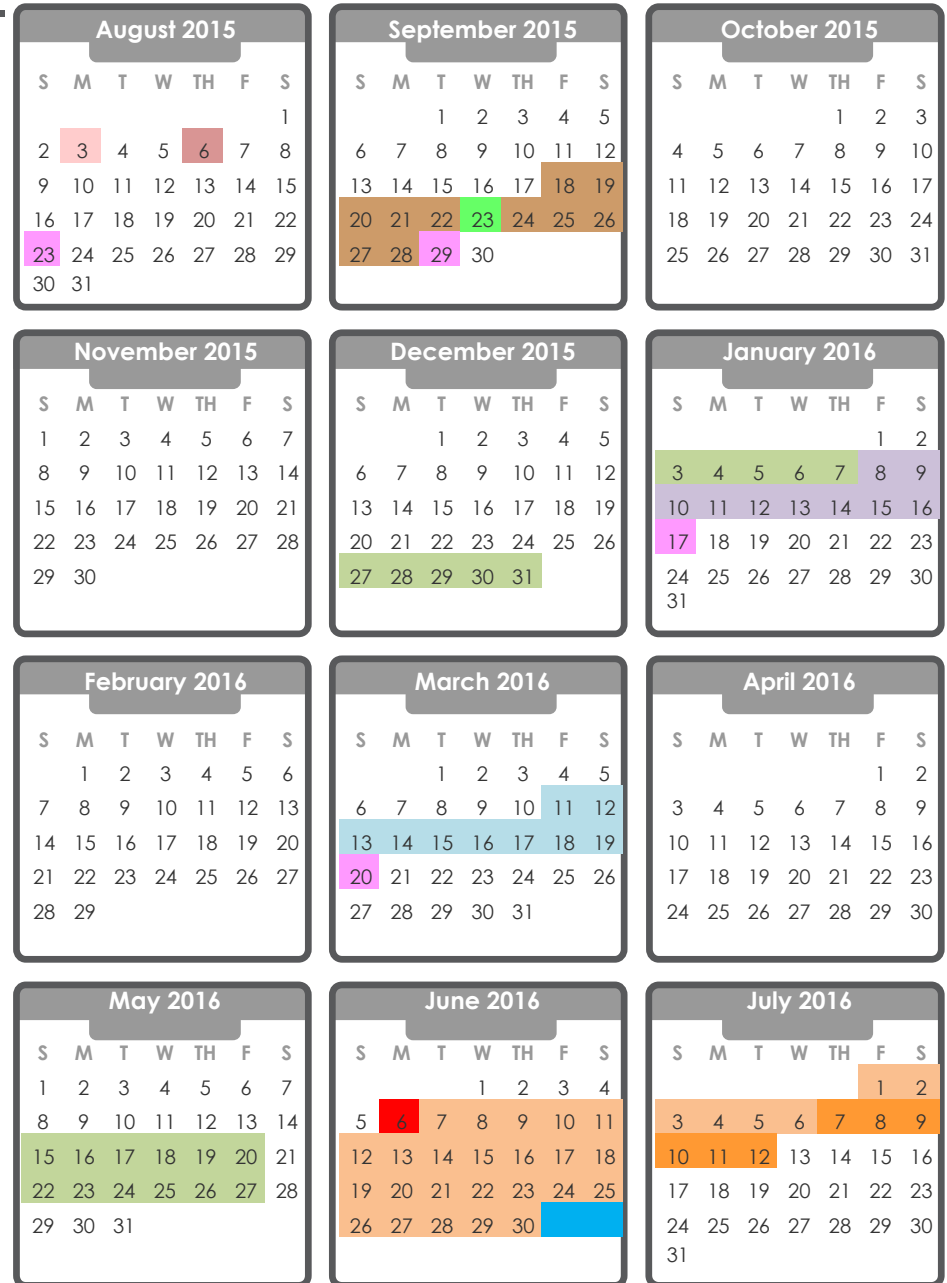 August 2015
S M T W TH F S
1
2 3 4 5 6 7 8
9 10 11 12 13 14 15
16 17 18 19 20 21 22
23 24 25 26 27 28 29
30 31
September 2015
S M T W TH F S
1 2 3 4 5
6 7 8 9 10 11 12
13 14 15 16 17 18 19
20 21 22 23 24 25 26
27 28 29 30
October 2015
S M T W TH F S
1 2 3
4 5 6 7 8 9 10
11 12 13 14 15 16 17
18 19 20 21 22 23 24
25 26 27 28 29 30 31
November 2015
S M T W TH F S
1 2 3 4 5 6 7
8 9 10 11 12 13 14
15 16 17 18 19 20 21
22 23 24 25 26 27 28
29 30
December 2015
S M T W TH F S
1 2 3 4 5
6 7 8 9 10 11 12
13 14 15 16 17 18 19
20 21 22 23 24 25 26
27 28 29 30 31
January 2016
S M T W TH F S
1 2
3 4 5 6 7 8 9
10 11 12 13 14 15 16
17 18 19 20 21 22 23
24 25 26 27 28 29 30
31
February 2016
S M T W TH F S
1 2 3 4 5 6
7 8 9 10 11 12 13
14 15 16 17 18 19 20
21 22 23 24 25 26 27
28 29
March 2016
S M T W TH F S
1 2 3 4 5
6 7 8 9 10 11 12
13 14 15 16 17 18 19
20 21 22 23 24 25 26
27 28 29 30 31
April 2016
S M T W TH F S
1 2
3 4 5 6 7 8 9
10 11 12 13 14 15 16
17 18 19 20 21 22 23
24 25 26 27 28 29 30
May 2016
S M T W TH F S
1 2 3 4 5 6 7
8 9 10 11 12 13 14
15 16 17 18 19 20 21
22 23 24 25 26 27 28
29 30 31
June 2016
S M T W TH F S
1 2 3 4
5 6 7 8 9 10 11
12 13 14 15 16 17 18
19 20 21 22 23 24 25
26 27 28 29 30
July 2016
S M T W TH F S
1 2
3 4 5 6 7 8 9
10 11 12 13 14 15 16
17 18 19 20 21 22 23
24 25 26 27 28 29 30
31